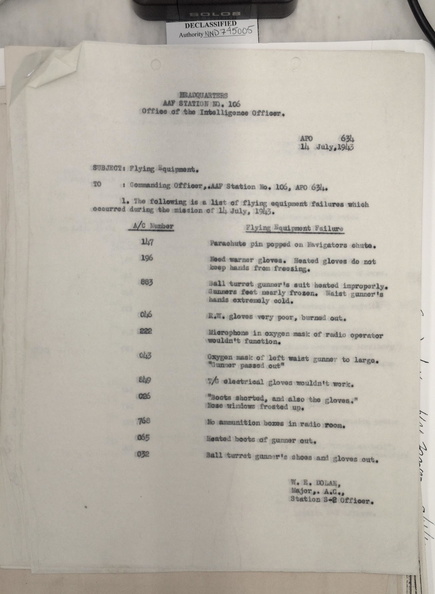 SOLOS
DECLASSIFIED
Authority NND 745005
HEADQUARTERS
AAF STATION NO. 106
Office of the Intelligence Officer.
APO 634
14 July, 1943
SUBJECT: Flying Equipment.
TO : Commanding Officer,.AAF Station No. 106, APO 634.
1. The following is a list of flying equipment failures which
occurred during the mission of 14 July, 1943.
A/C Number Flying Equipment Failure
147 Parachute pin popped on Navigators chute.
196 Need warmer gloves. Heated gloves do not
keep hands from freezing.
883 Ball turret gunner's suit heated improperly.
Gunners feet nearly frozen. Waist gunner's
hands extremely cold.
046 R.W. gloves very poor, burned out.
222 Microphone in oxygen mask of radio operator
wouldn't function.
043 Oxygen mask of left waist gunner to large.
"Gunner passed out"
849 T/G electrical gloves wouldn't work.
026 "Boots shorted, and also the gloves."
Nose windows frosted up.
768 No ammunition boxes in radio room.
065 Heated boots of gunner out.
032 Ball turret gunner's shoes and gloves out.
Major,. A.C.,
Station S-2 Officer.